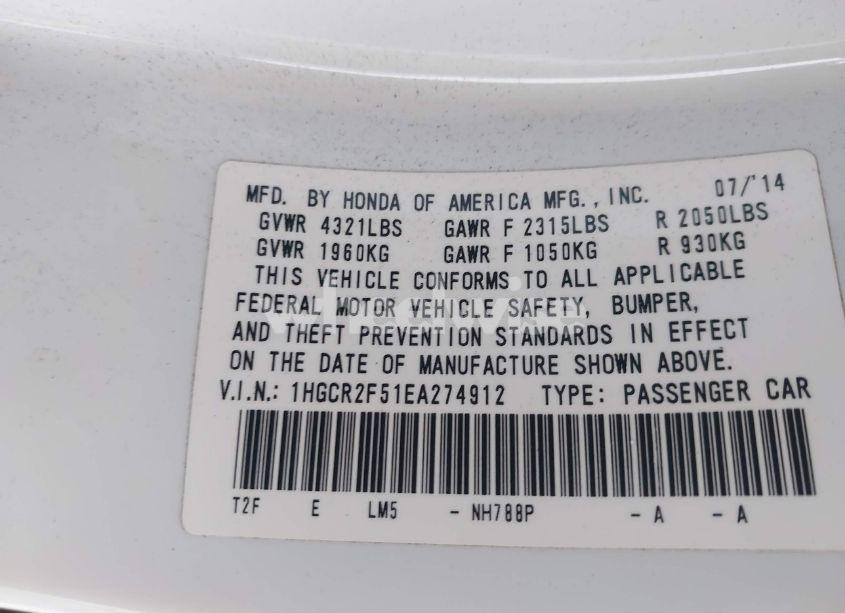 MFD. BY HONDA OF AMERICA MFG., INC. 07/'14
GVWR 4321LBS GAWR F 2315LBS R 2050LBS
GVWR 1960KG GAWR F 1050KG R 930KG
THIS VEHICLE CONFORMS TO ALL APPLICABLE
FEDERAL MOTOR VEHICLE SAFETY, BUMPER,
AND THEFT PREVENTION STANDARDS IN EFFECT
ON THE DATE OF MANUFACTURE SHOWN ABOVE.
V.I.N.: 1HGCR2F51EA274912 TYPE: PASSENGER CAR
T2F E LM5 - NH788P - A - A